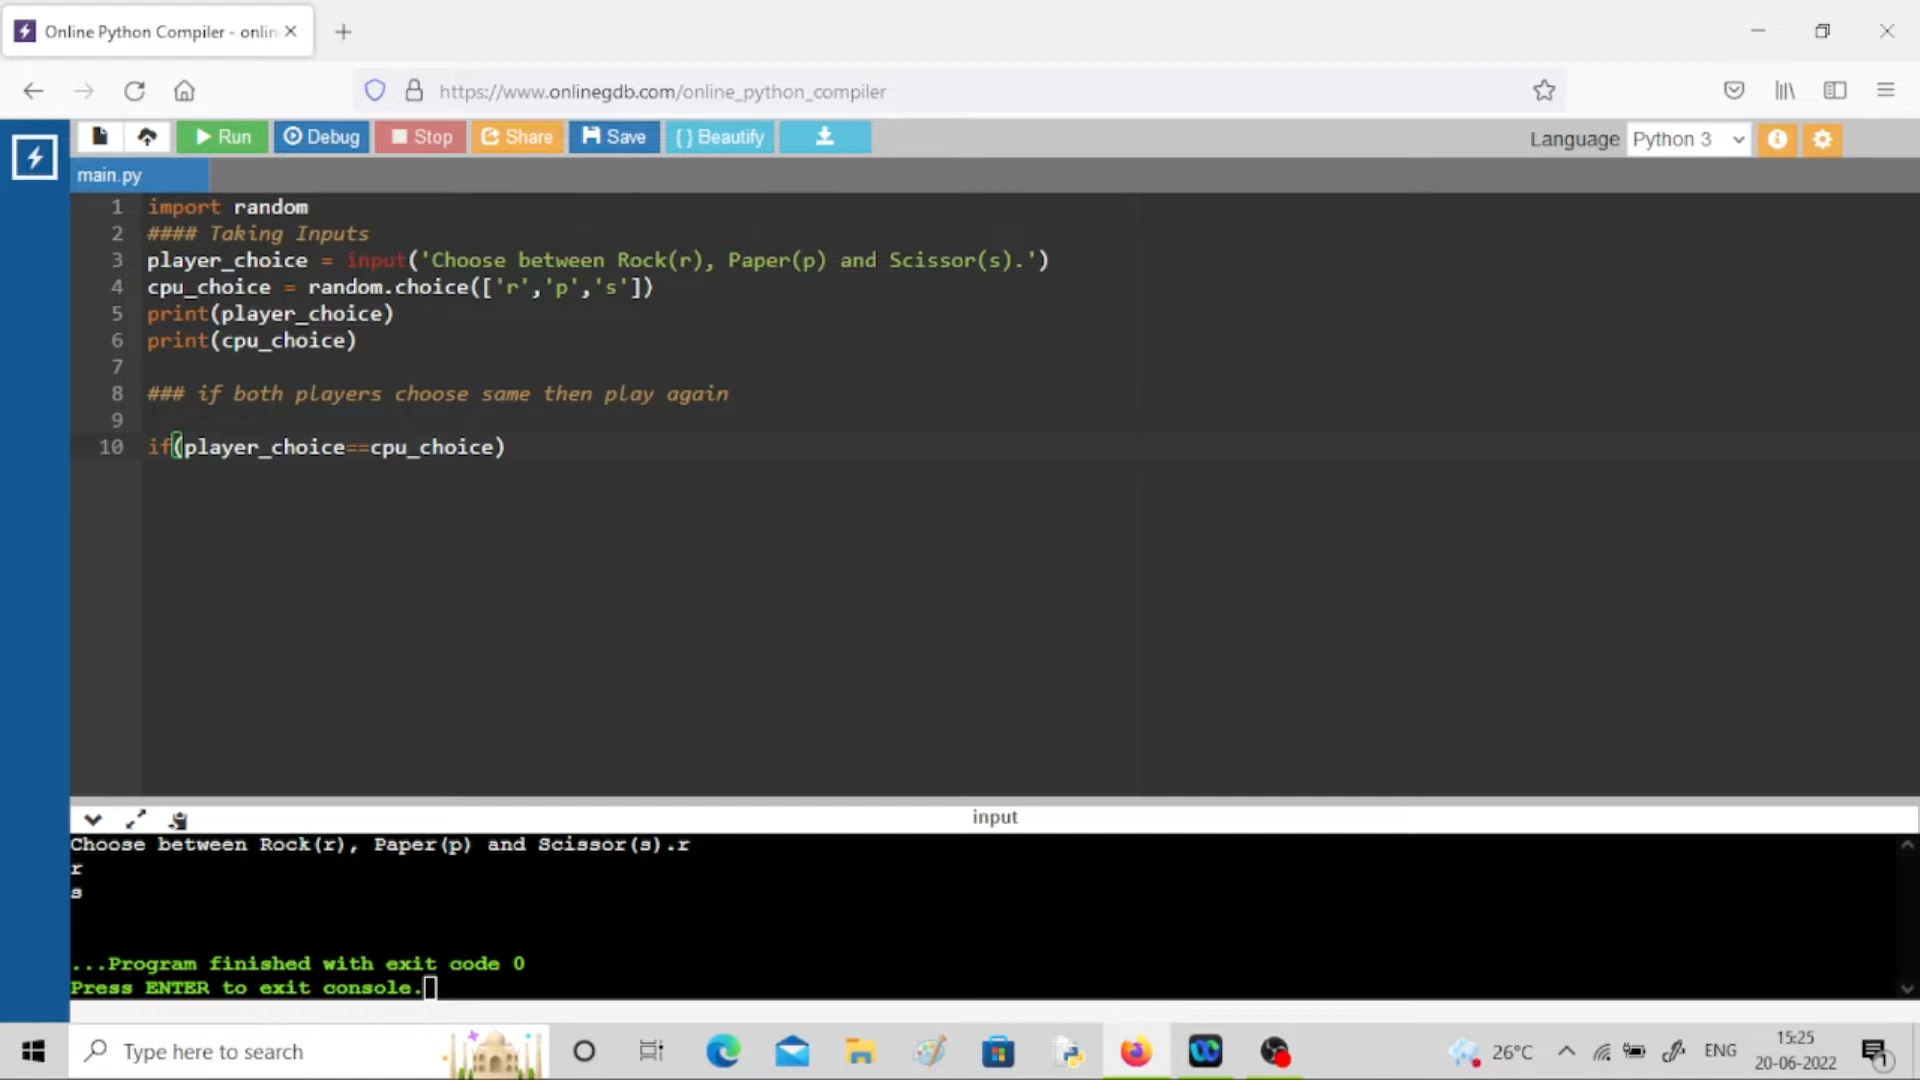 Online Python Compiler - onlin
https://www.onlinegdb.com/online_python_compiler
Run Debug Stop Share Save { } Beautify Language Python 3
main.py
1 import random
2 #### Taking Inputs
3 player_choice = input('Choose between Rock(r), Paper(p) and Scissor(s).')
4 cpu_choice = random.choice(['r','p','s'])
5 print(player_choice)
6 print(cpu_choice)
7
8 ### if both players choose same then play again
9
10 if(player_choice==cpu_choice)
input
Choose between Rock(r), Paper(p) and Scissor(s).r
r
s
...Program finished with exit code 0
Press ENTER to exit console.
Type here to search
26°C ENG 15:25
20-06-2022
1